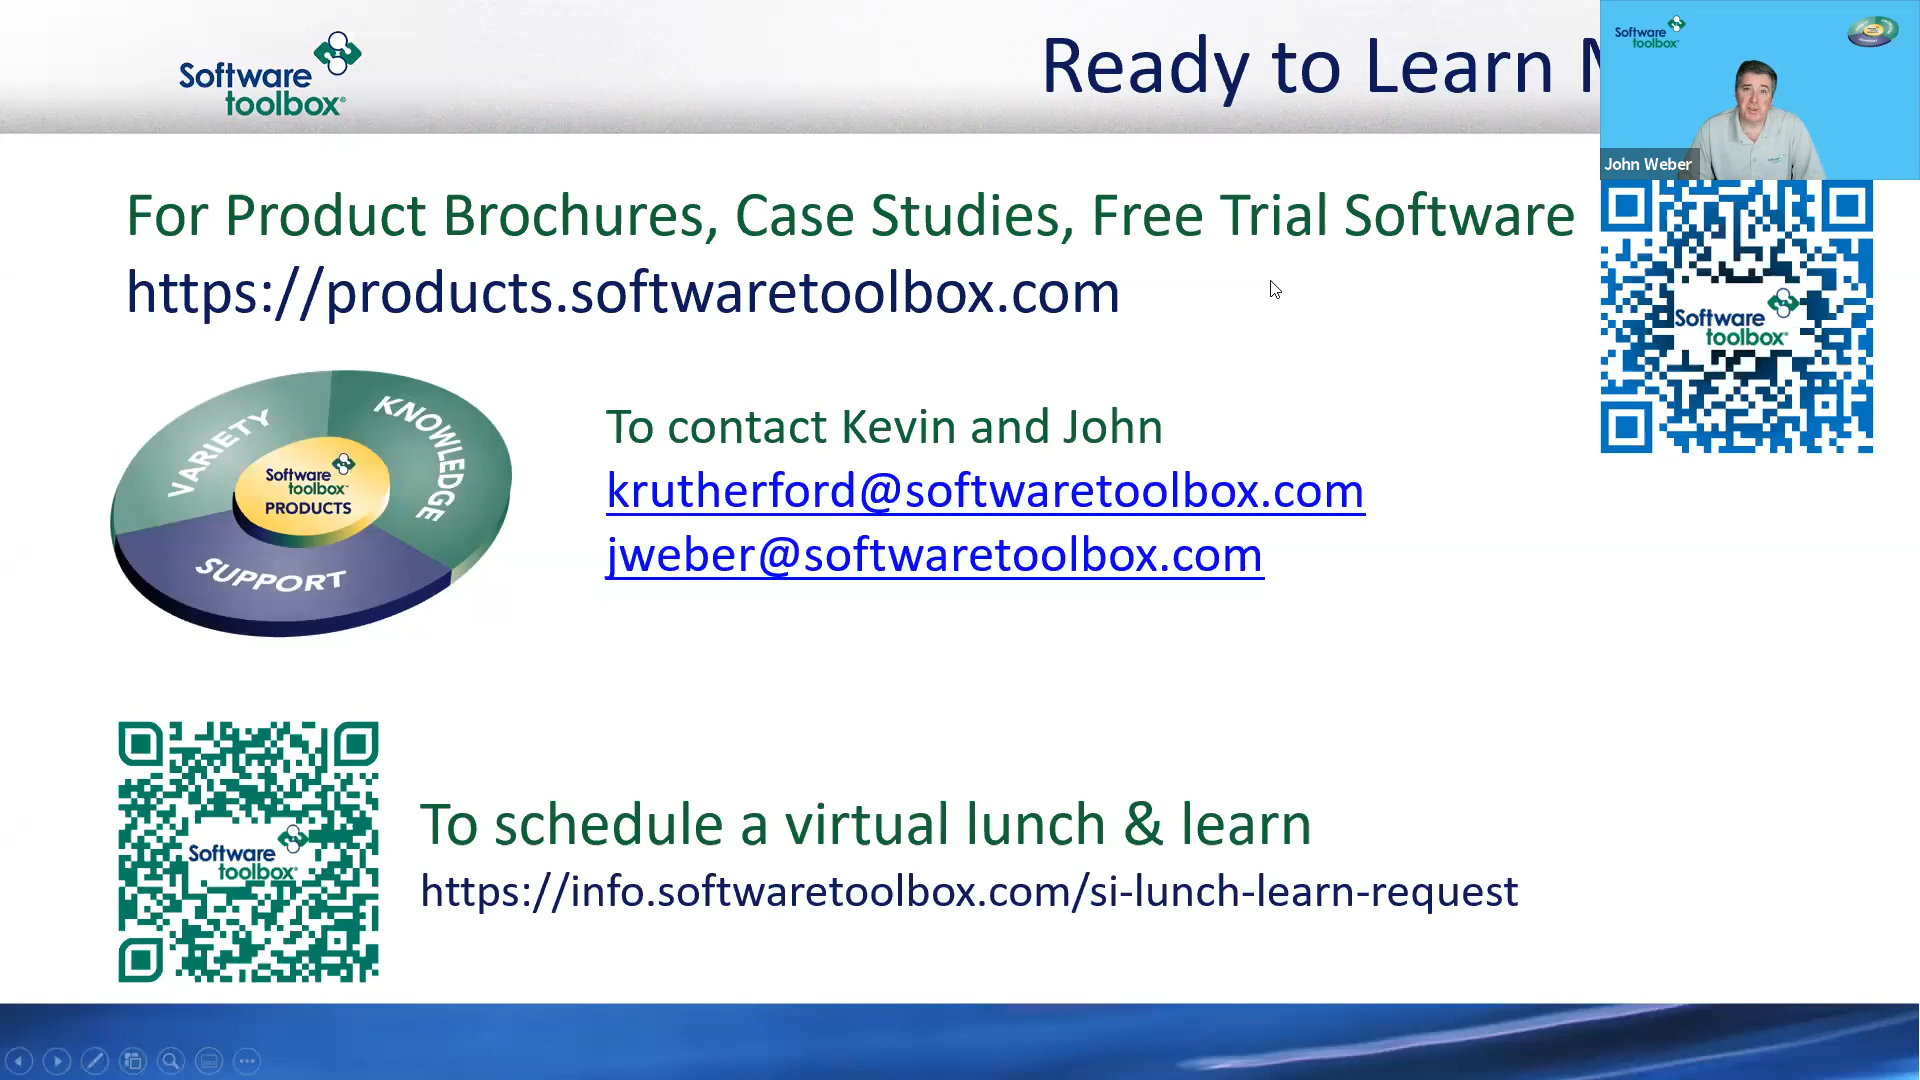 Software
toolbox®
Ready to Learn
Software
toolbox
John Weber
For Product Brochures, Case Studies, Free Trial Software
https://products.softwaretoolbox.com
Software
toolbox®
VARIETY
KNOWLEDGE
SUPPORT
Software
toolbox
PRODUCTS
To contact Kevin and John
krutherford@softwaretoolbox.com
jweber@softwaretoolbox.com
Software
toolbox®
To schedule a virtual lunch & learn
https://info.softwaretoolbox.com/si-lunch-learn-request